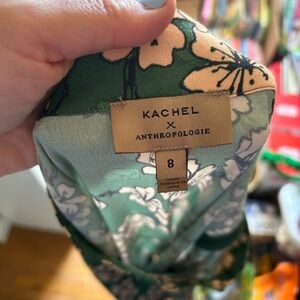 KACHEL
X
ANTHROPOLOGIE
8